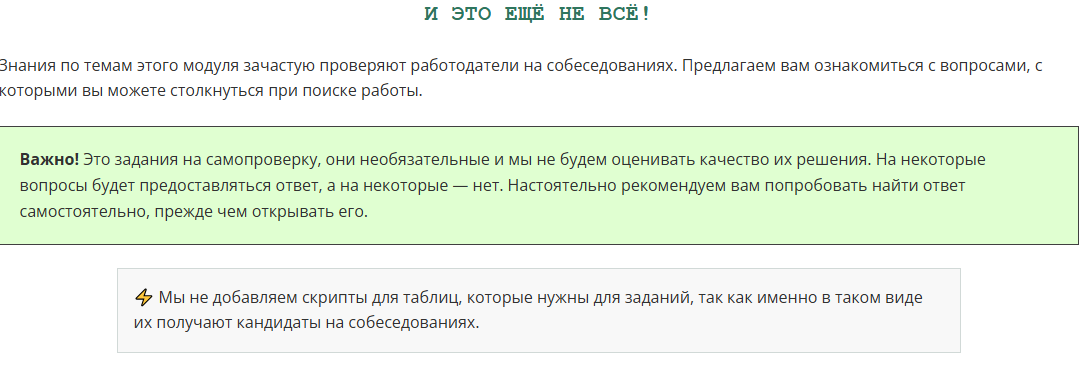 И ЭТО ЕЩЁ НЕ ВСЁ!
Знания по темам этого модуля зачастую проверяют работодатели на собеседованиях. Предлагаем вам ознакомиться с вопросами, с
которыми вы можете столкнуться при поиске работы.
Важно! Это задания на самопроверку, они необязательные и мы не будем оценивать качество их решения. На некоторые
вопросы будет предоставляться ответ, а на некоторые — нет. Настоятельно рекомендуем вам попробовать найти ответ
самостоятельно, прежде чем открывать его.
⚡ Мы не добавляем скрипты для таблиц, которые нужны для заданий, так как именно в таком виде
их получают кандидаты на собеседованиях.